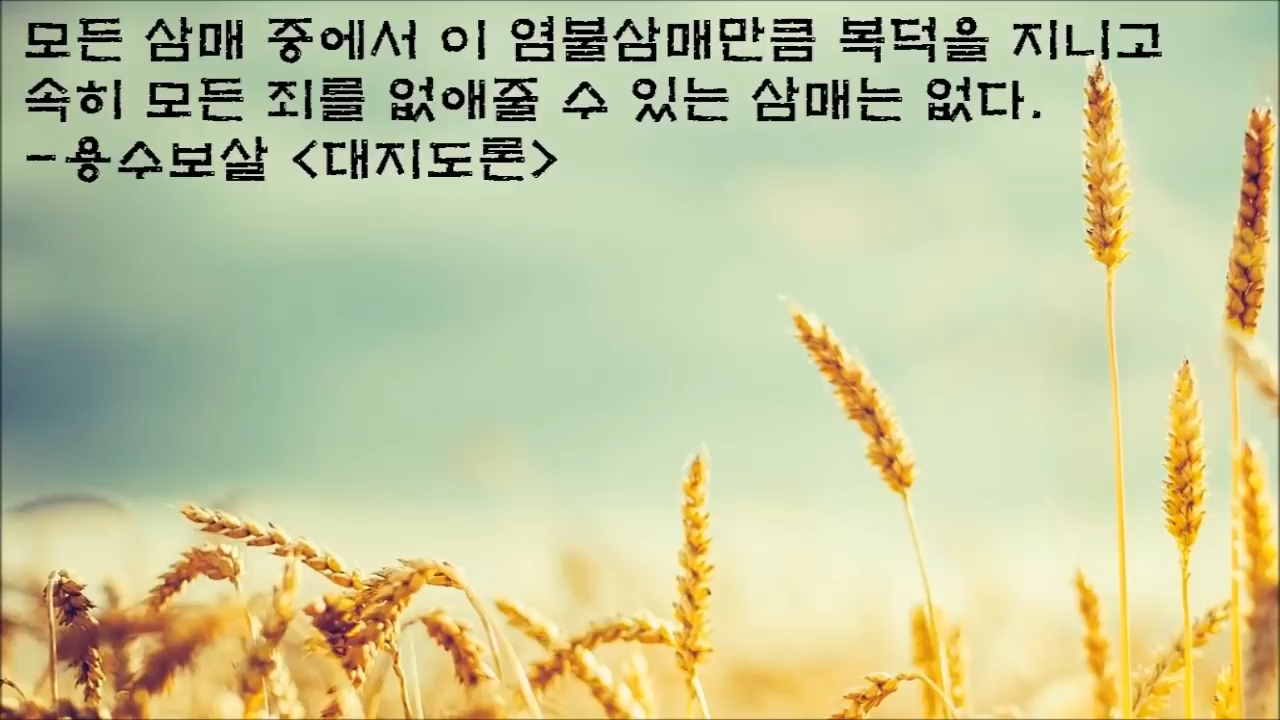 모든 삼매 중에서 이 염불삼매만큼 복덕을 지니고
속히 모든 죄를 없애줄 수 있는 삼매는 없다.
-용수보살 <대지도론>